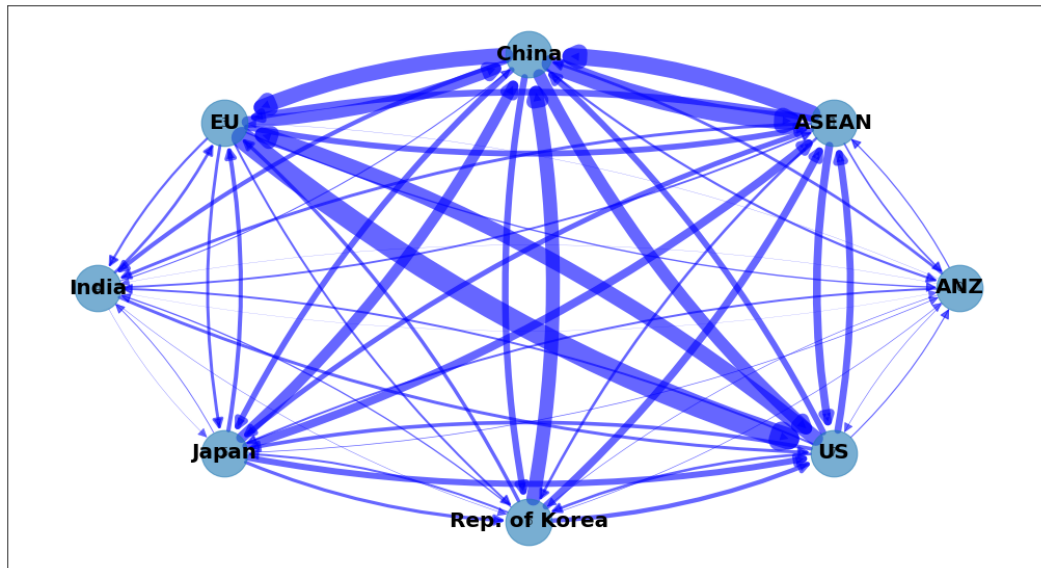 China
EU
ASEAN
India
ANZ
Japan
US
Rep. of Korea